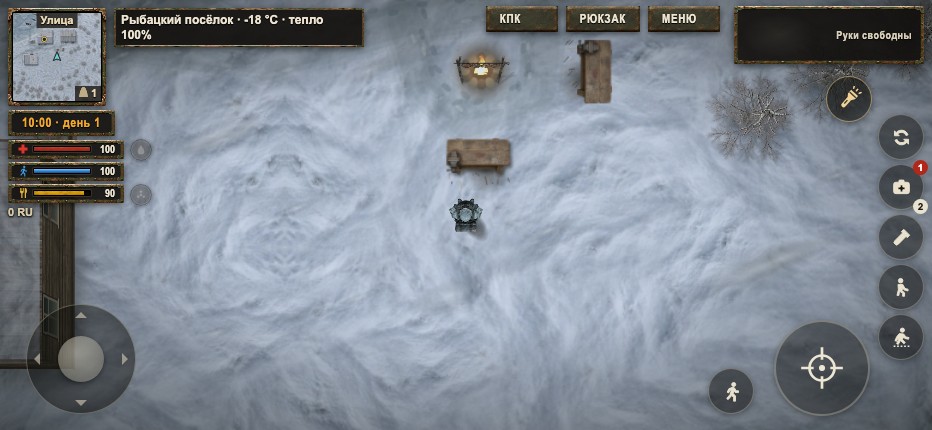 Улица
1
Рыбацкий посёлок · -18 °C · тепло
100%
КПК
РЮКЗАК
МЕНЮ
Руки свободны
10:00 · день 1
100
100
90
0 RU
1
2